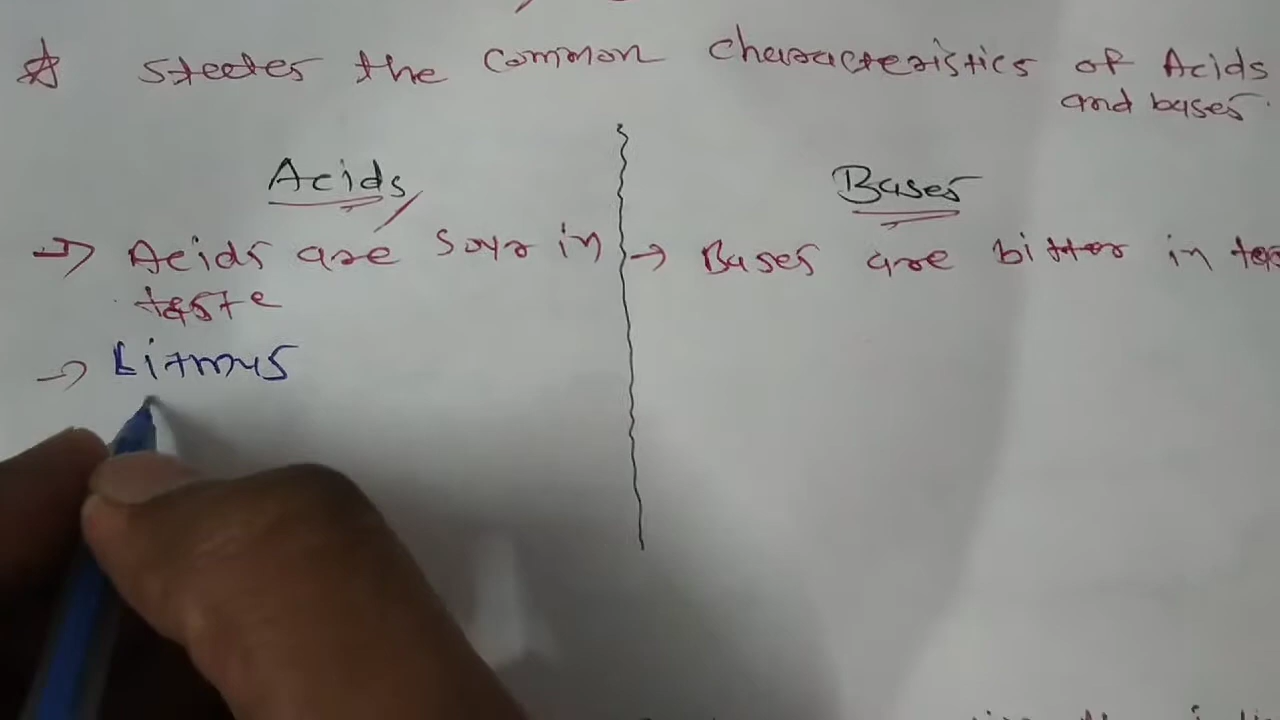 ☆ States the common characteristics of Acids
and bases.
Acids
Bases
→ Acids are sour in
taste
→ Bases are bitter in tas
→ Litmus